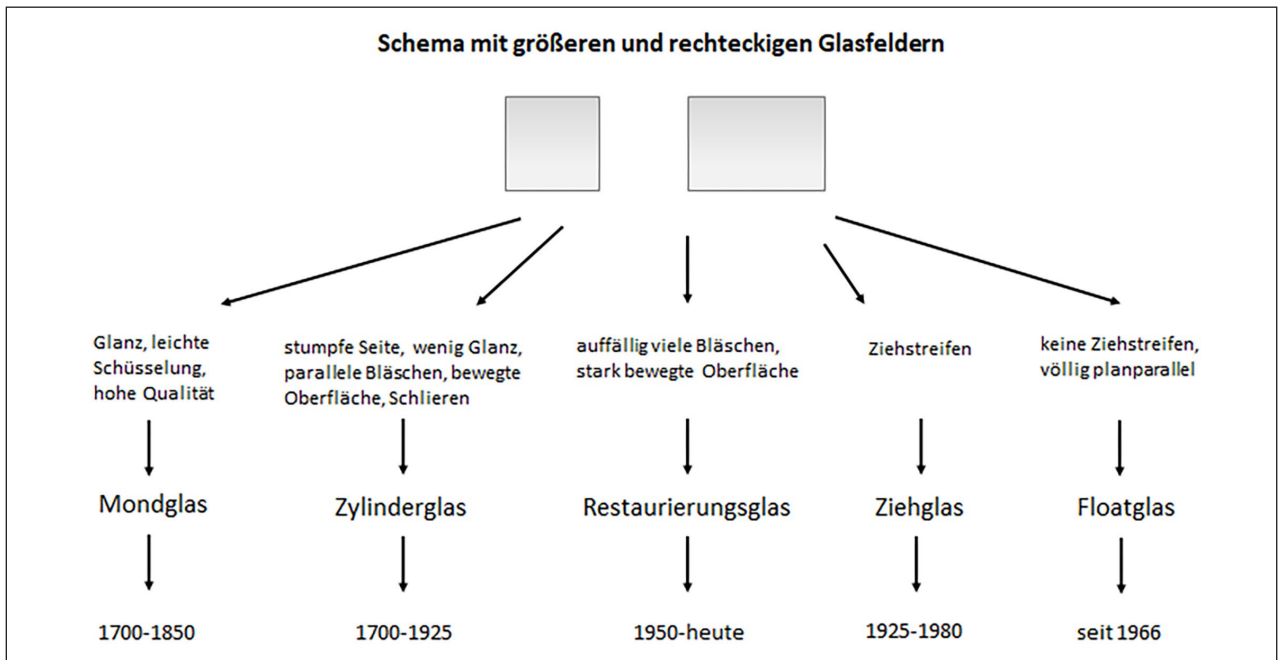 Schema mit größeren und rechteckigen Glasfeldern
Glanz, leichte
Schüsselung,
hohe Qualität
stumpfe Seite, wenig Glanz,
parallele Bläschen, bewegte
Oberfläche, Schlieren
auffällig viele Bläschen,
stark bewegte Oberfläche
Ziehstreifen
keine Ziehstreifen,
völlig planparallel
Mondglas
Zylinderglas
Restaurierungsglas
Ziehglas
Floatglas
1700-1850
1700-1925
1950-heute
1925-1980
seit 1966